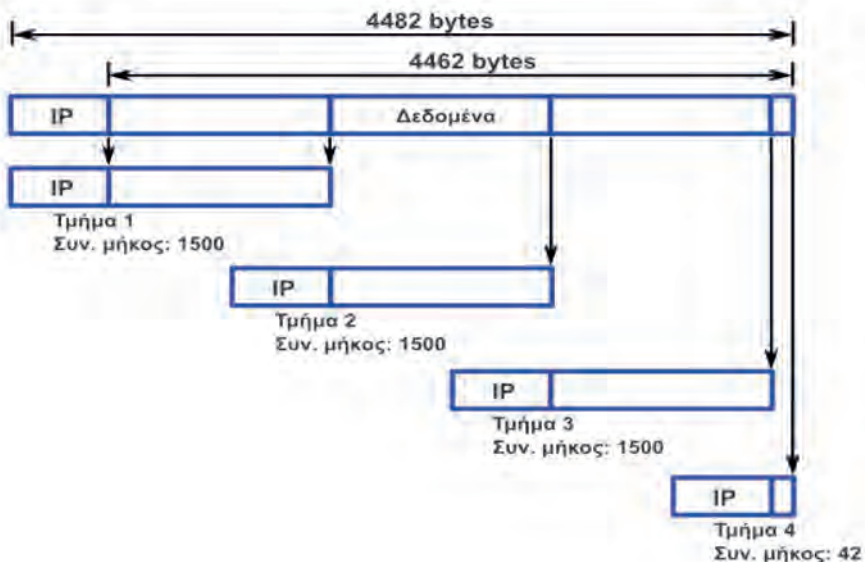 4482 bytes
4462 bytes
IP
Δεδομένα
IP
Τμήμα 1
Συν. μήκος: 1500
IP
Τμήμα 2
Συν. μήκος: 1500
IP
Τμήμα 3
Συν. μήκος: 1500
IP
Τμήμα 4
Συν. μήκος: 42